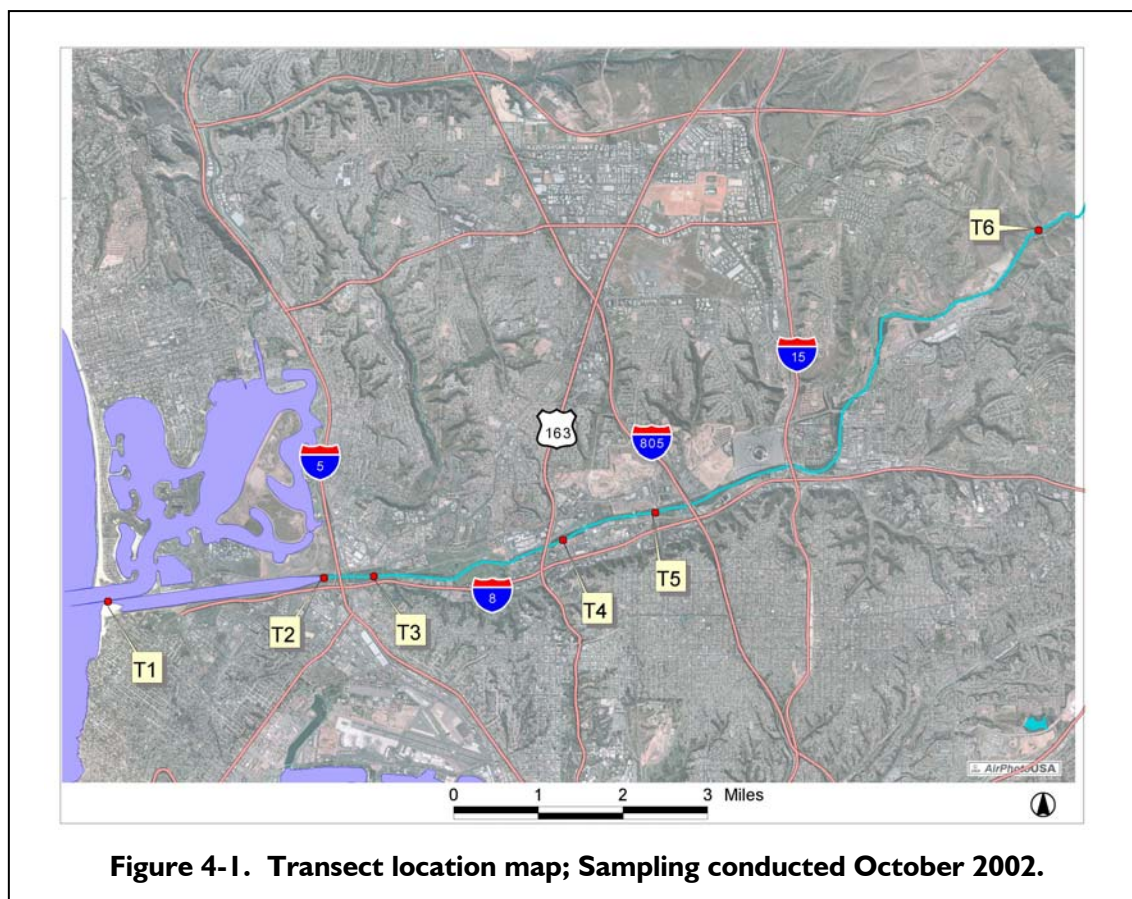 T6
15
163
805
5
T5
8
T4
T2
T3
T1
AirPhotoUSA
0 1 2 3 Miles
Figure 4-1. Transect location map; Sampling conducted October 2002.